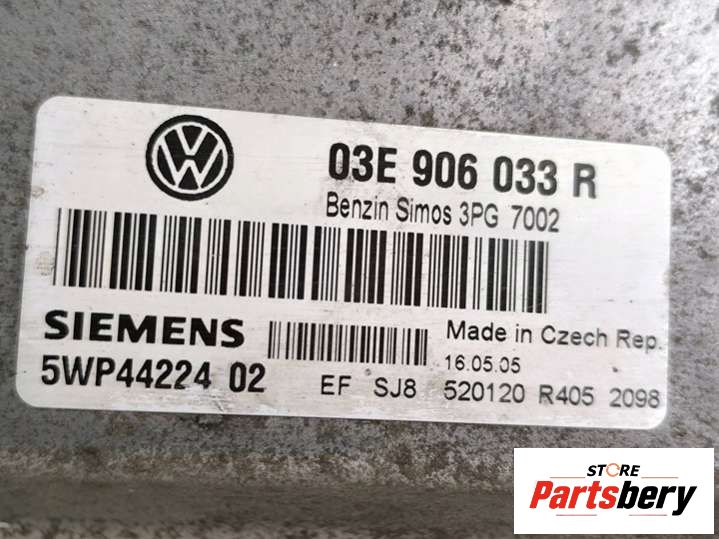 03E 906 033 R
Benzin Simos 3PG 7002
SIEMENS
Made in Czech Rep.
16.05.05
5WP44224 02
EF SJ8 520120 R405 2098
STORE
Partsbery